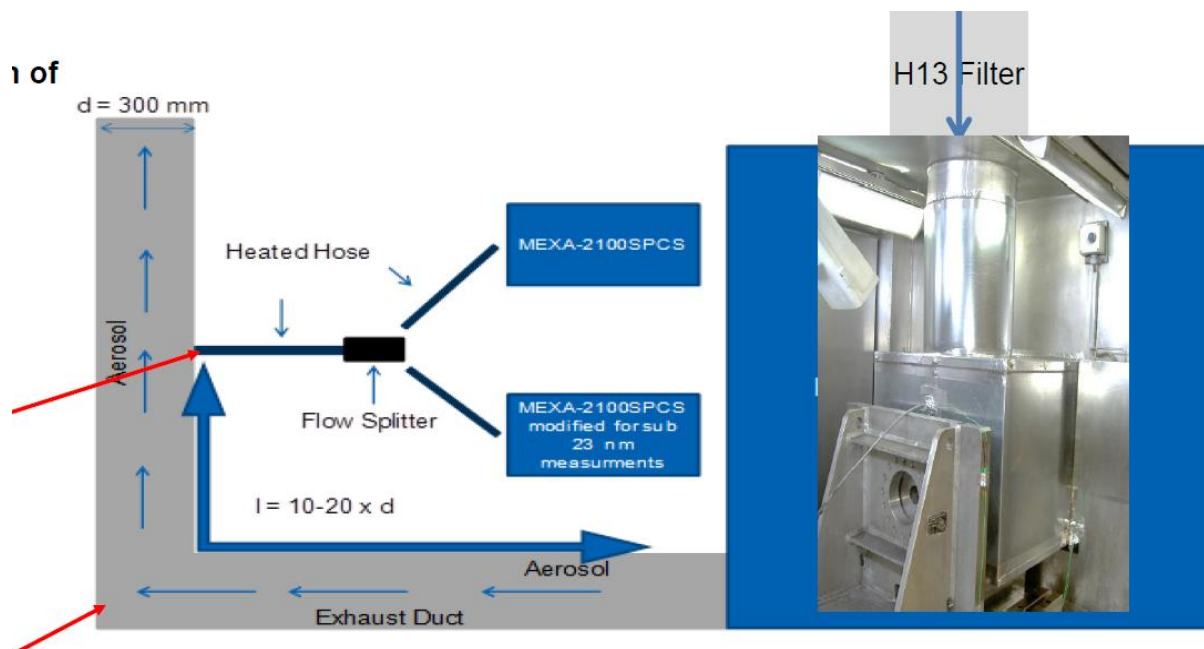 n of
H13 Filter
d = 300 mm
MEXA-2100SPCS
Heated Hose
Aerosol
Flow Splitter
MEXA-2100SPCS
modified for sub
23 nm
measurments
l = 10-20 x d
Aerosol
Exhaust Duct